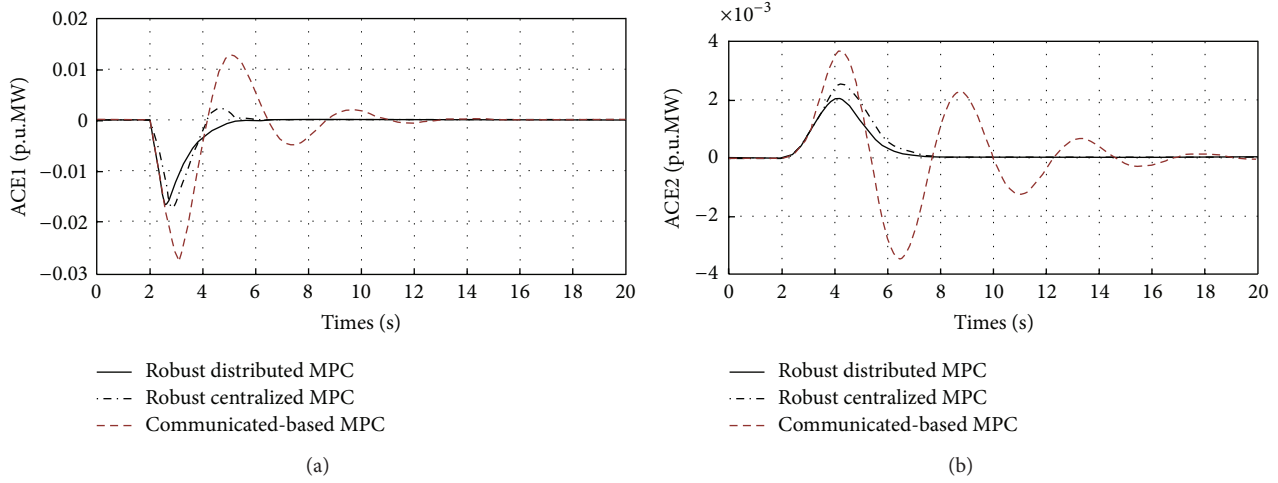 0.02
0.01
0
−0.01
−0.02
−0.03
ACE1 (p.u.MW)
0 2 4 6 8 10 12 14 16 18 20
Times (s)
Robust distributed MPC
Robust centralized MPC
Communicated-based MPC
(a)
×10−3
4
2
0
−2
−4
ACE2 (p.u.MW)
0 2 4 6 8 10 12 14 16 18 20
Times (s)
Robust distributed MPC
Robust centralized MPC
Communicated-based MPC
(b)